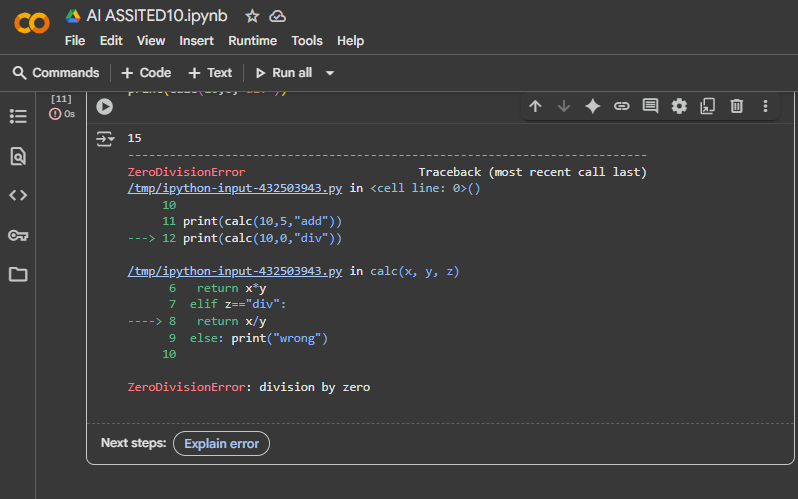 AI ASSITED10.ipynb
File Edit View Insert Runtime Tools Help
Commands + Code + Text Run all
[11]
0s
15
---------------------------------------------------------------------------
ZeroDivisionError Traceback (most recent call last)
/tmp/ipython-input-432503943.py in <cell line: 0>()
10
11 print(calc(10,5,"add"))
---> 12 print(calc(10,0,"div"))
/tmp/ipython-input-432503943.py in calc(x, y, z)
6 return x*y
7 elif z=="div":
----> 8 return x/y
9 else: print("wrong")
10
ZeroDivisionError: division by zero
Next steps: Explain error